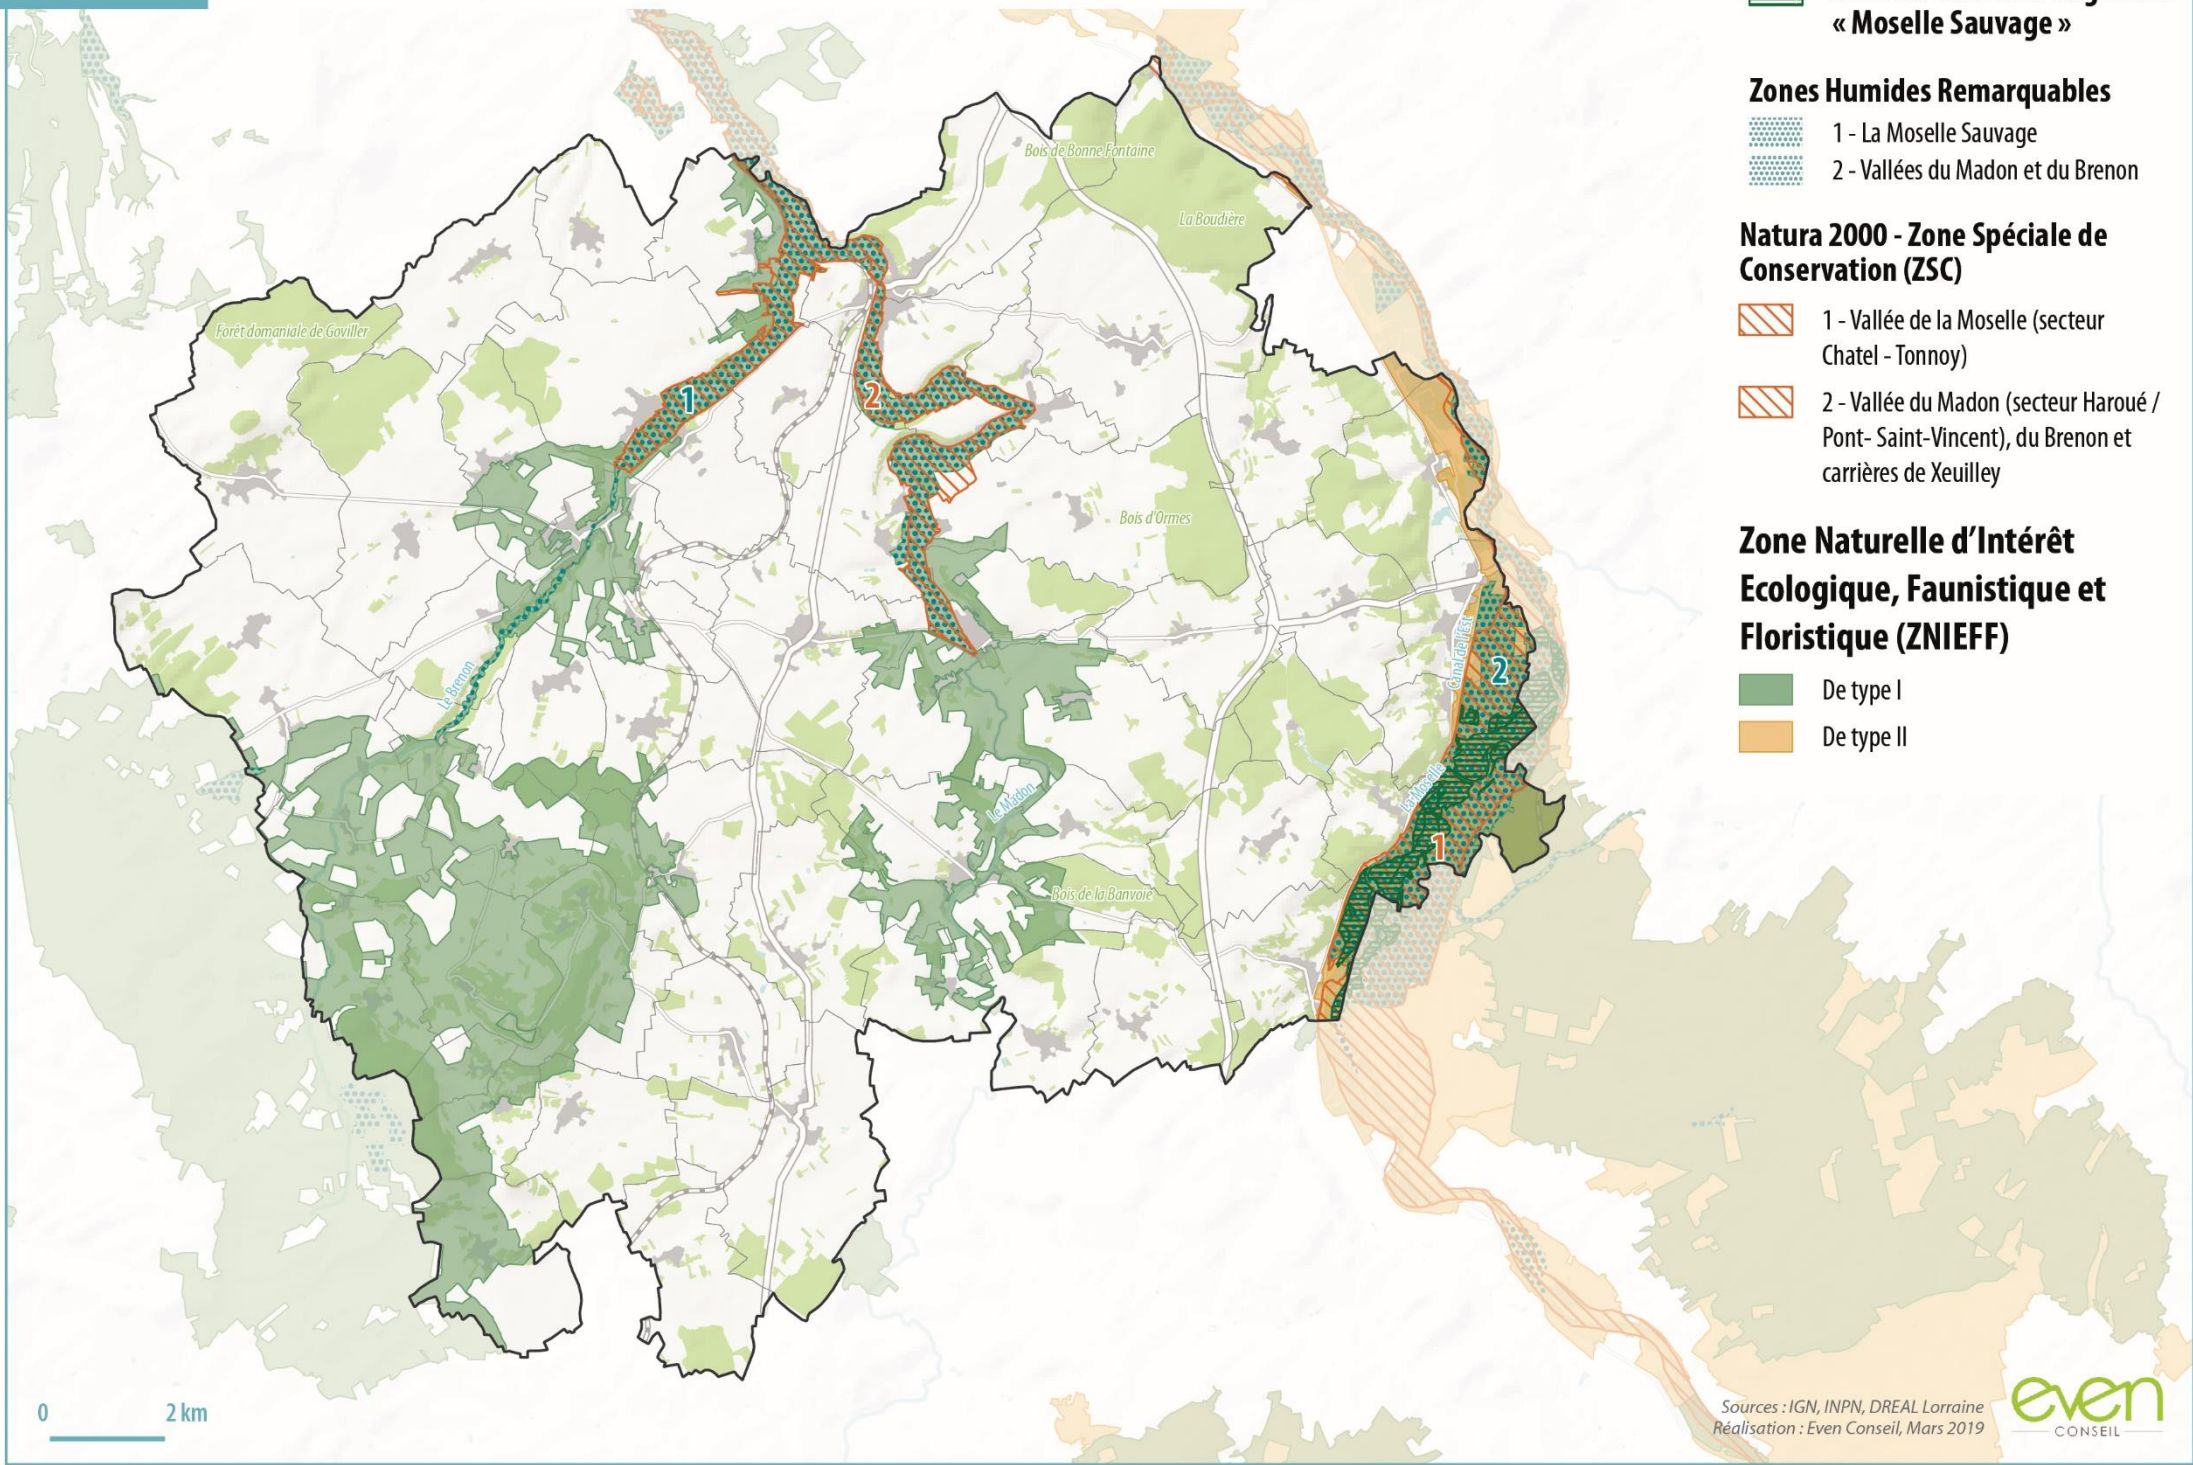 « Moselle Sauvage »
Zones Humides Remarquables
1 - La Moselle Sauvage
2 - Vallées du Madon et du Brenon
Natura 2000 - Zone Spéciale de
Conservation (ZSC)
1 - Vallée de la Moselle (secteur
Chatel - Tonnoy)
2 - Vallée du Madon (secteur Haroué /
Pont- Saint-Vincent), du Brenon et
carrières de Xeuilley
Zone Naturelle d'Intérêt
Ecologique, Faunistique et
Floristique (ZNIEFF)
De type I
De type II
Bois de Bonne Fontaine
La Boudière
Forêt domaniale de Goviller
1
2
Bois d'Ormes
Le Brenon
Canal de l'Est
2
La Moselle
Le Madon
1
Bois de la Banvoie
0 2 km
Sources : IGN, INPN, DREAL Lorraine
Réalisation : Even Conseil, Mars 2019
even
CONSEIL